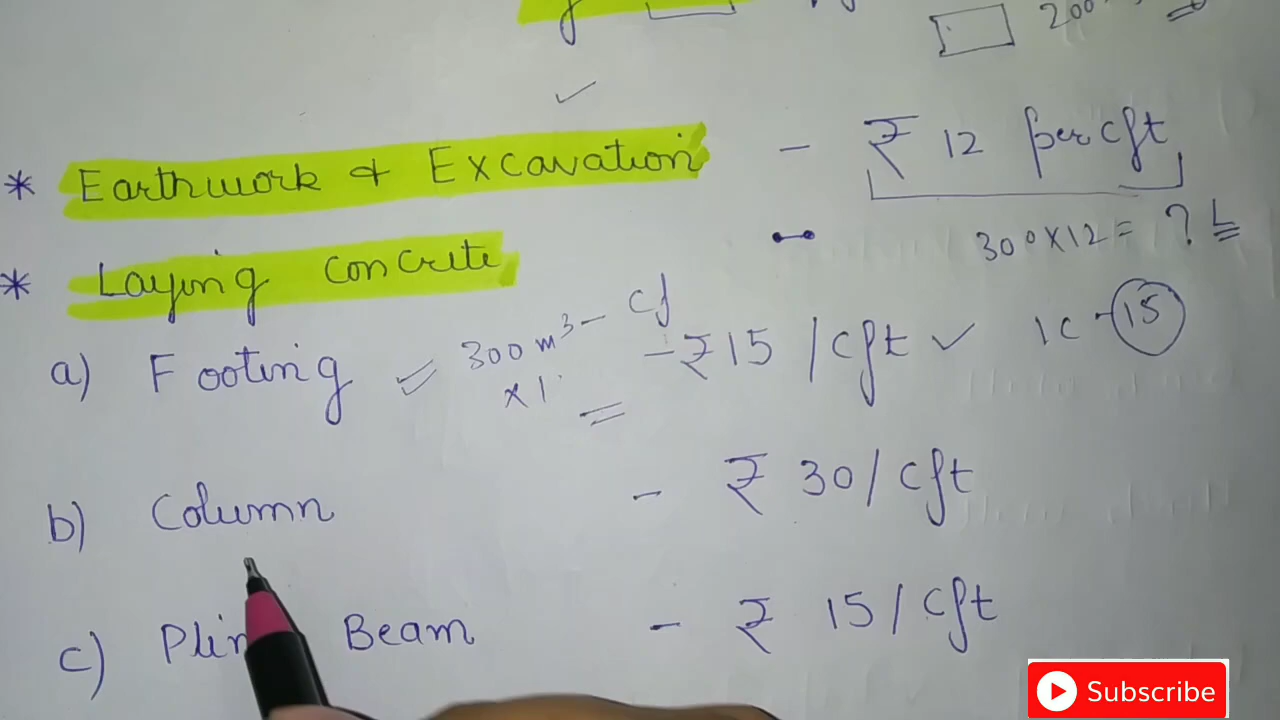 200
* Earthwork & Excavation - ₹ 12 per cft
300×12 = ? L
* Laying concrete
a) Footing = 300 m³ - cf - ₹15 / cft ✓ 1c - 15
×1
=
b) Column - ₹ 30 / cft
c) Beam - ₹ 15 / cft
Subscribe